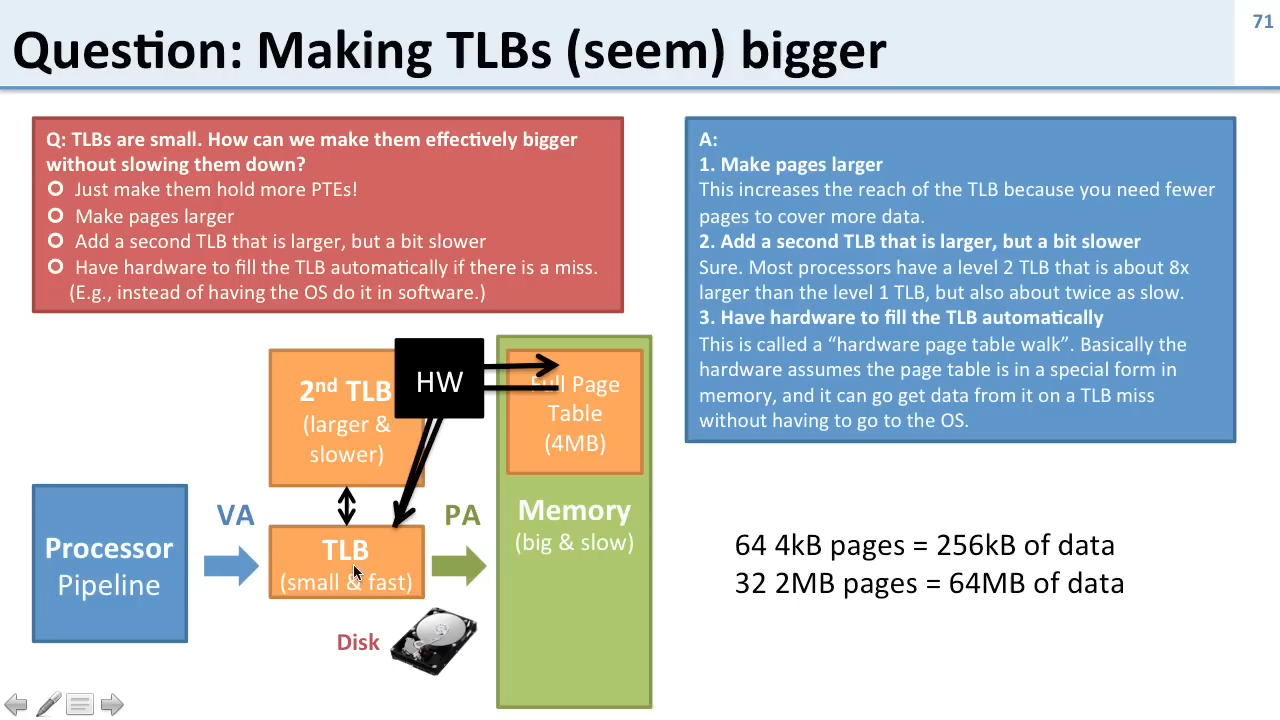 71
Question: Making TLBs (seem) bigger
Q: TLBs are small. How can we make them effectively bigger
without slowing them down?
Just make them hold more PTEs!
Make pages larger
Add a second TLB that is larger, but a bit slower
Have hardware to fill the TLB automatically if there is a miss.
(E.g., instead of having the OS do it in software.)
A:
1. Make pages larger
This increases the reach of the TLB because you need fewer
pages to cover more data.
2. Add a second TLB that is larger, but a bit slower
Sure. Most processors have a level 2 TLB that is about 8x
larger than the level 1 TLB, but also about twice as slow.
3. Have hardware to fill the TLB automatically
This is called a “hardware page table walk”. Basically the
hardware assumes the page table is in a special form in
memory, and it can go get data from it on a TLB miss
without having to go to the OS.
2nd TLB
(larger &
slower)
HW
Full Page
Table
(4MB)
Processor
Pipeline
VA
TLB
(small & fast)
PA
Memory
(big & slow)
Disk
64 4kB pages = 256kB of data
32 2MB pages = 64MB of data